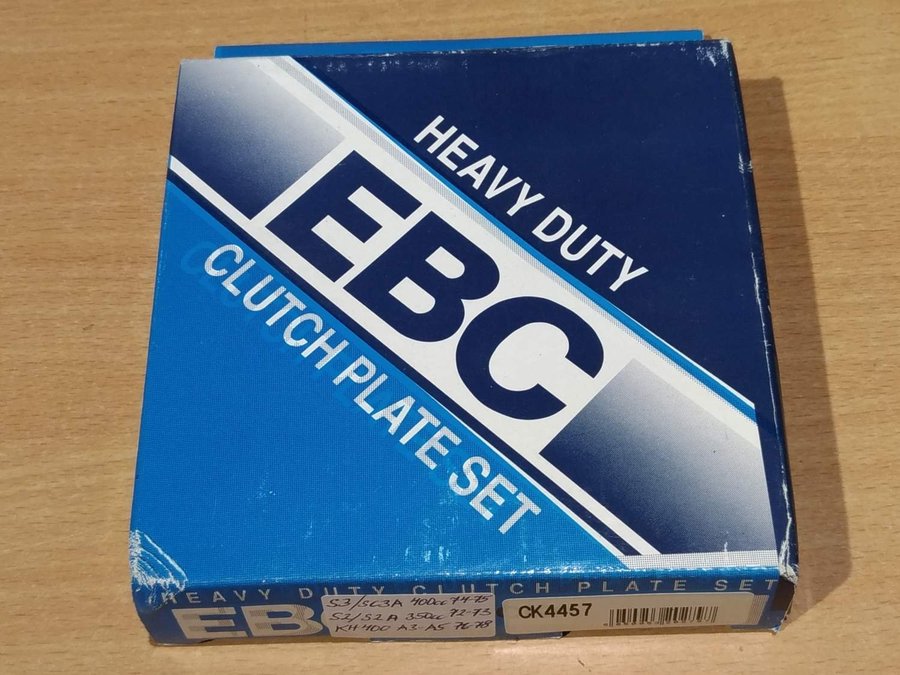 HEAVY DUTY
EBC
CLUTCH PLATE SET
HEAVY DUTY CLUTCH PLATE SET
EB
S3/ 400cc 74-75
S2/S2A 350cc 72-73
KH400 A3-A5 76-78
CK4457